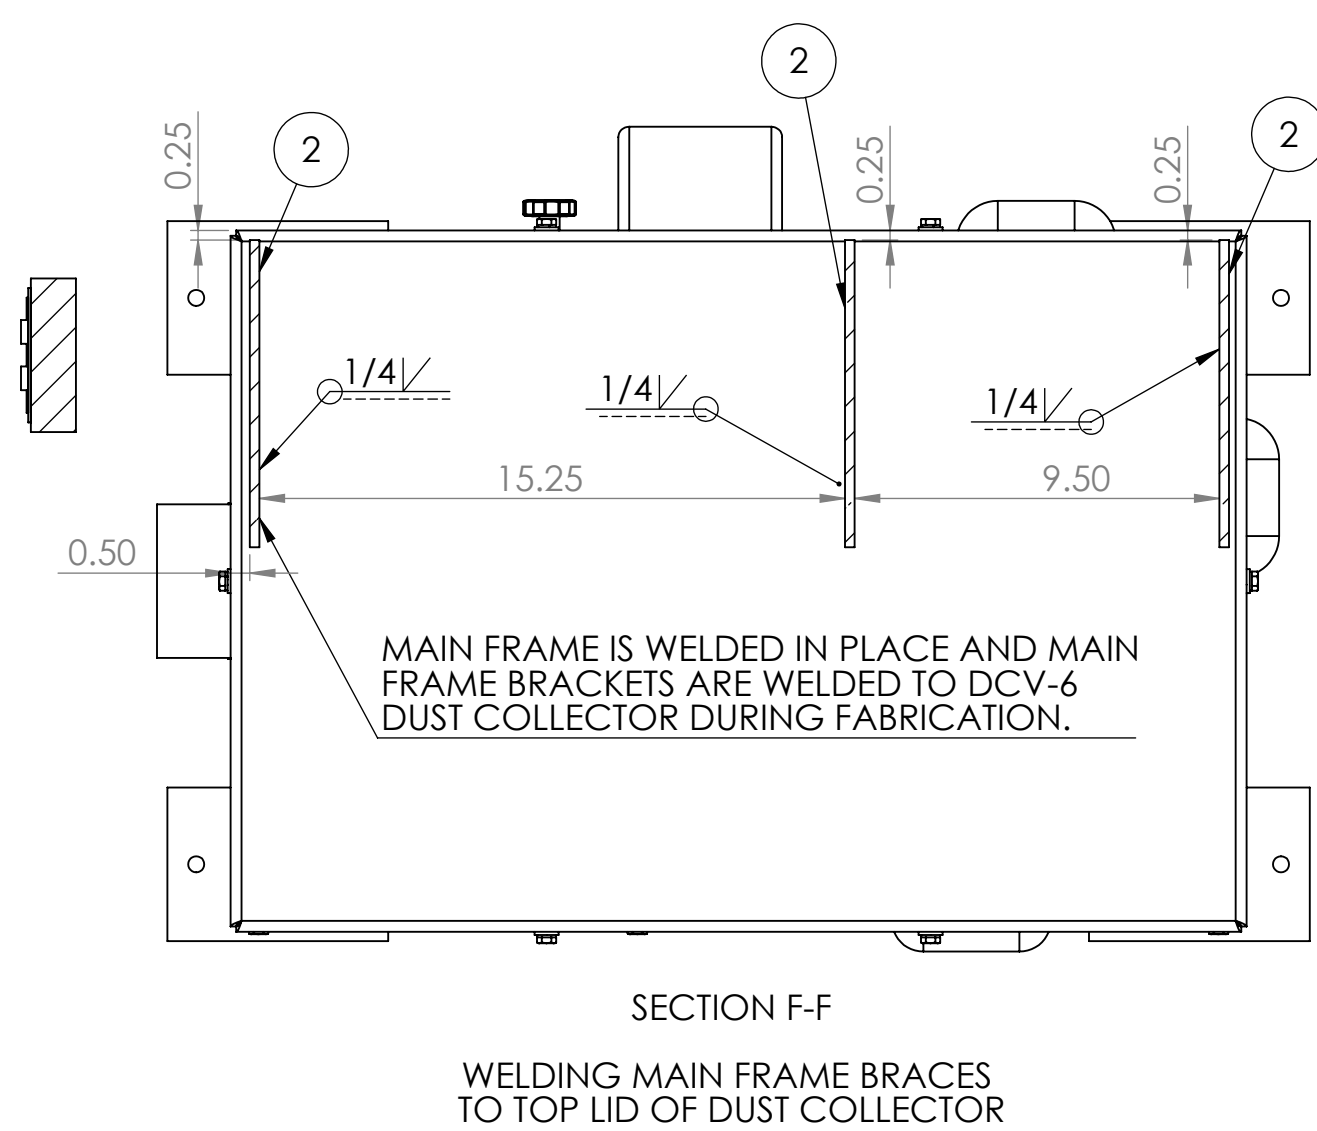 2
2
2
0.25
0.25
0.25
1/4
1/4
1/4
15.25
9.50
0.50
MAIN FRAME IS WELDED IN PLACE AND MAIN
FRAME BRACKETS ARE WELDED TO DCV-6
DUST COLLECTOR DURING FABRICATION.
SECTION F-F
WELDING MAIN FRAME BRACES
TO TOP LID OF DUST COLLECTOR